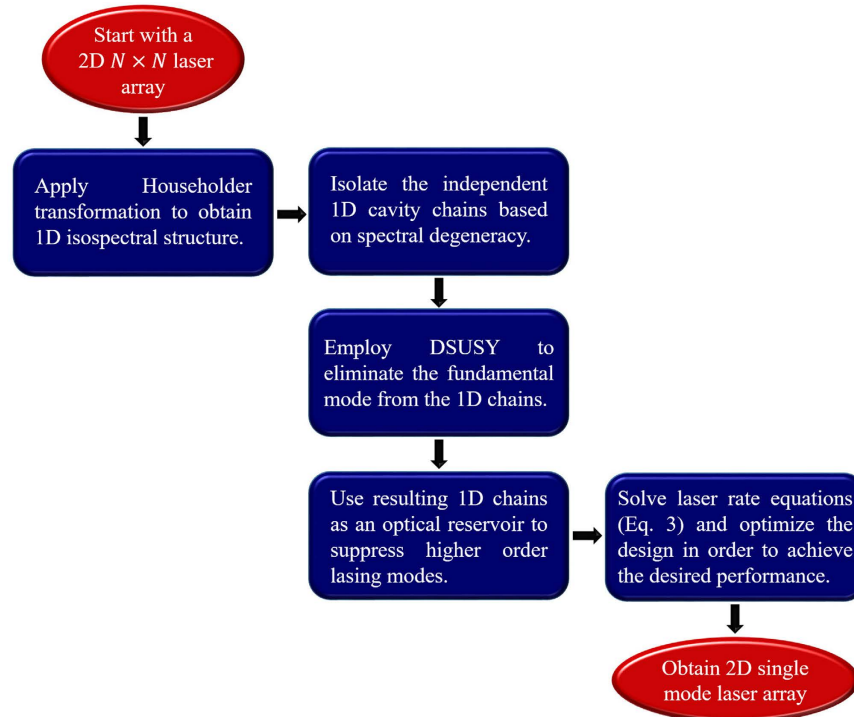 Start with a
2D N × N laser
array
Apply Householder
transformation to obtain
1D isospectral structure.
Isolate the independent
1D cavity chains based
on spectral degeneracy.
Employ DSUSY to
eliminate the fundamental
mode from the 1D chains.
Use resulting 1D chains
as an optical reservoir to
suppress higher order
lasing modes.
Solve laser rate equations
(Eq. 3) and optimize the
design in order to achieve
the desired performance.
Obtain 2D single
mode laser array